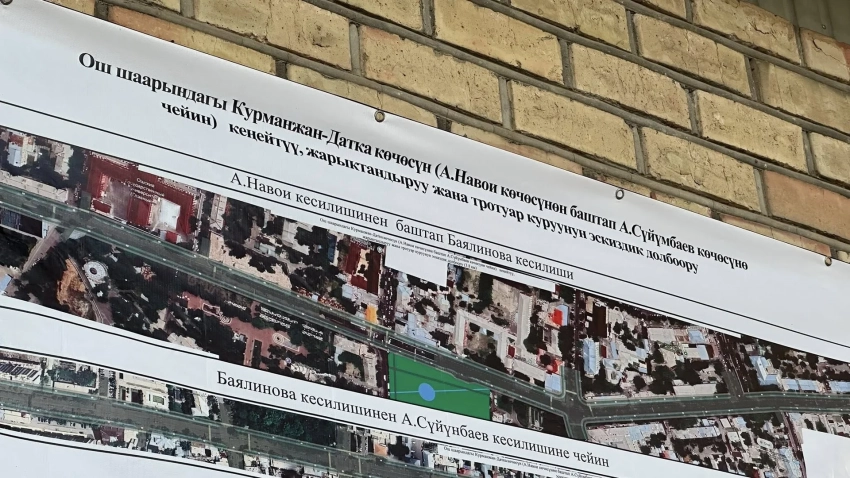 Ош шаарындагы Курманжан-Датка көчөсүн (А.Навои көчөсүнөн баштап А.Сүйүмбаев көчөсүнө
чейин) кеңейтүү, жарыктандыруу жана тротуар куруунун эскиздик долбоору
А.Навои кесилишинен баштап Баялинова кесилиши
Баялинова кесилишинен А.Сүйүнбаев кесилишине чейин